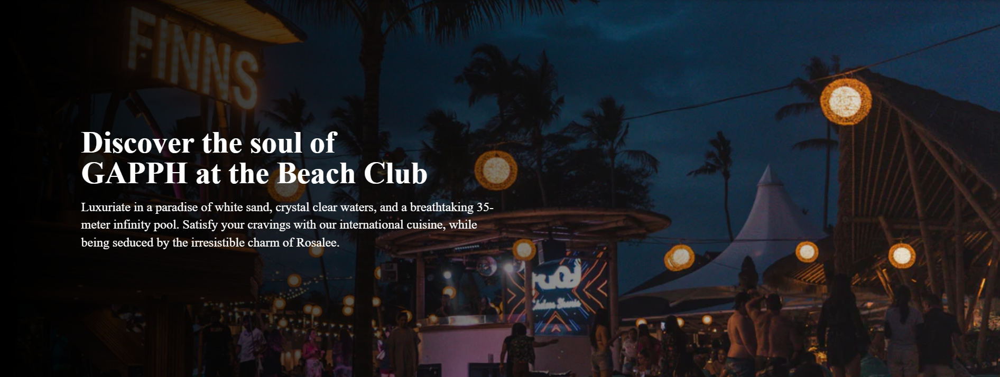 FINNS
Discover the soul of
GAPPH at the Beach Club
Luxuriate in a paradise of white sand, crystal clear waters, and a breathtaking 35-
meter infinity pool. Satisfy your cravings with our international cuisine, while
being seduced by the irresistible charm of Rosalee.